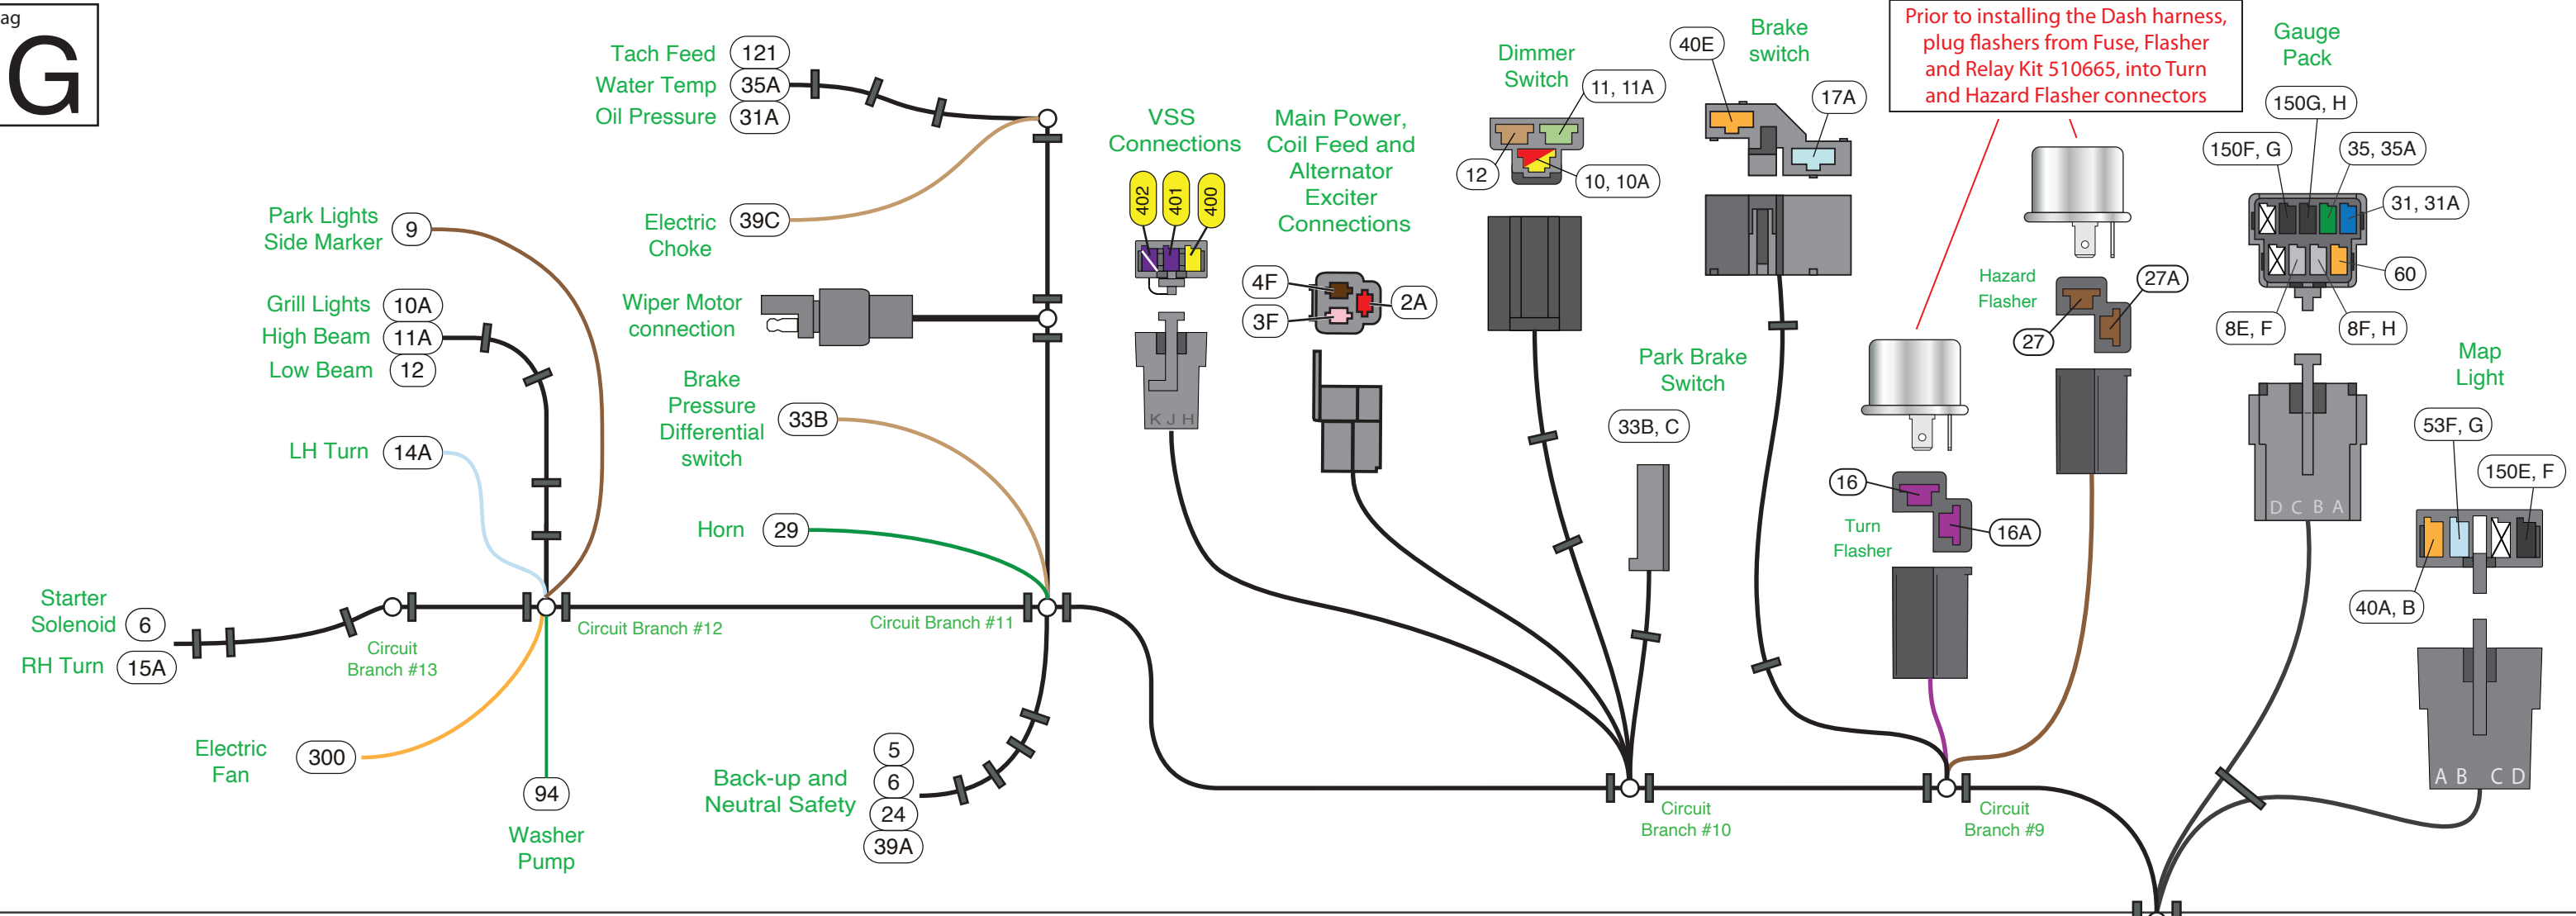 ag
G
Tach Feed 121
Water Temp 35A
Oil Pressure 31A
Electric
Choke
39C
Park Lights
Side Marker
9
Grill Lights 10A
High Beam 11A
Low Beam 12
LH Turn 14A
Wiper Motor
connection
Brake
Pressure
Differential
switch
33B
Horn 29
Starter
Solenoid
6
RH Turn 15A
Circuit
Branch #13
Circuit Branch #12
Circuit Branch #11
Electric
Fan
300
94
Washer
Pump
Back-up and
Neutral Safety
5
6
24
39A
VSS
Connections
402 401 400
K J H
Main Power,
Coil Feed and
Alternator
Exciter
Connections
4F
3F
2A
Dimmer
Switch
11, 11A
12
10, 10A
Park Brake
Switch
33B, C
Brake
switch
40E
17A
Prior to installing the Dash harness,
plug flashers from Fuse, Flasher
and Relay Kit 510665, into Turn
and Hazard Flasher connectors
16
Turn
Flasher
16A
Hazard
Flasher
27A
27
Circuit
Branch #10
Circuit
Branch #9
Gauge
Pack
150G, H
150F, G
35, 35A
31, 31A
60
8E, F
8F, H
D C B A
Map
Light
53F, G
150E, F
40A, B
A B C D